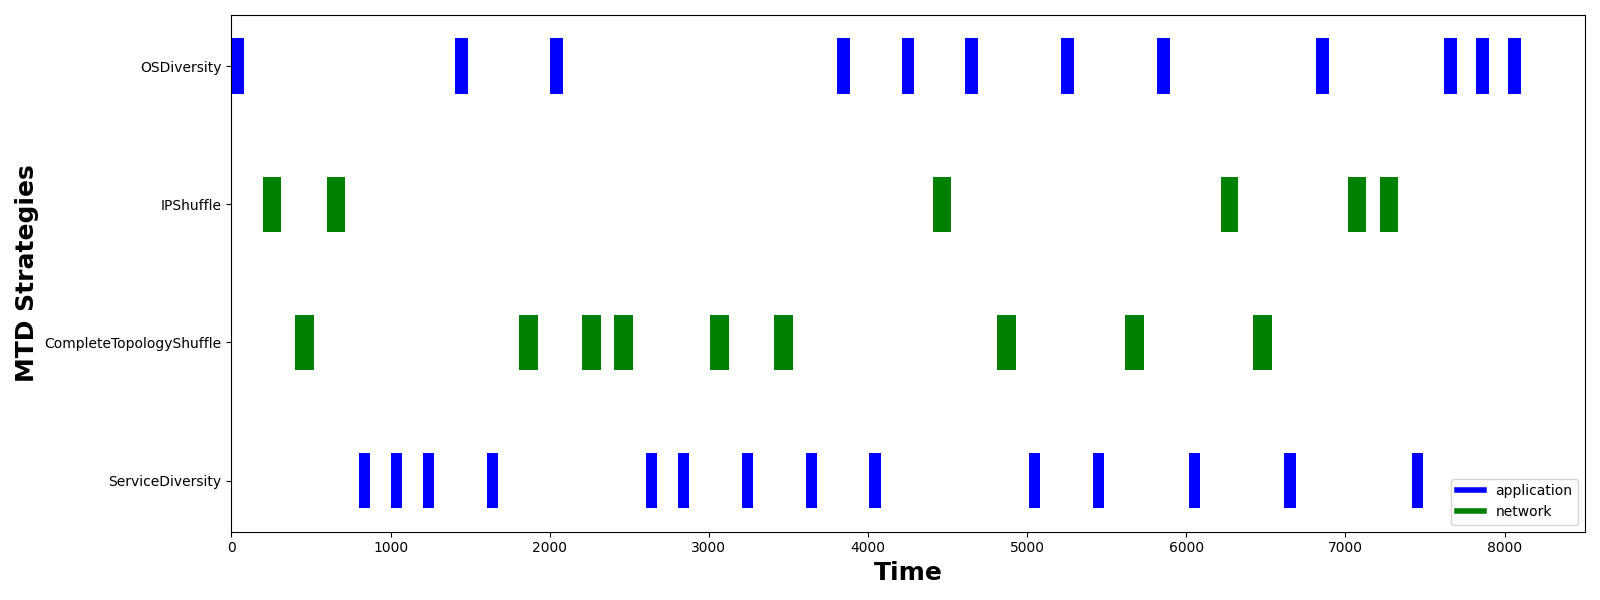 MTD Strategies
OSDiversity
IPShuffle
CompleteTopologyShuffle
ServiceDiversity
application
network
0 1000 2000 3000 4000 5000 6000 7000 8000
Time